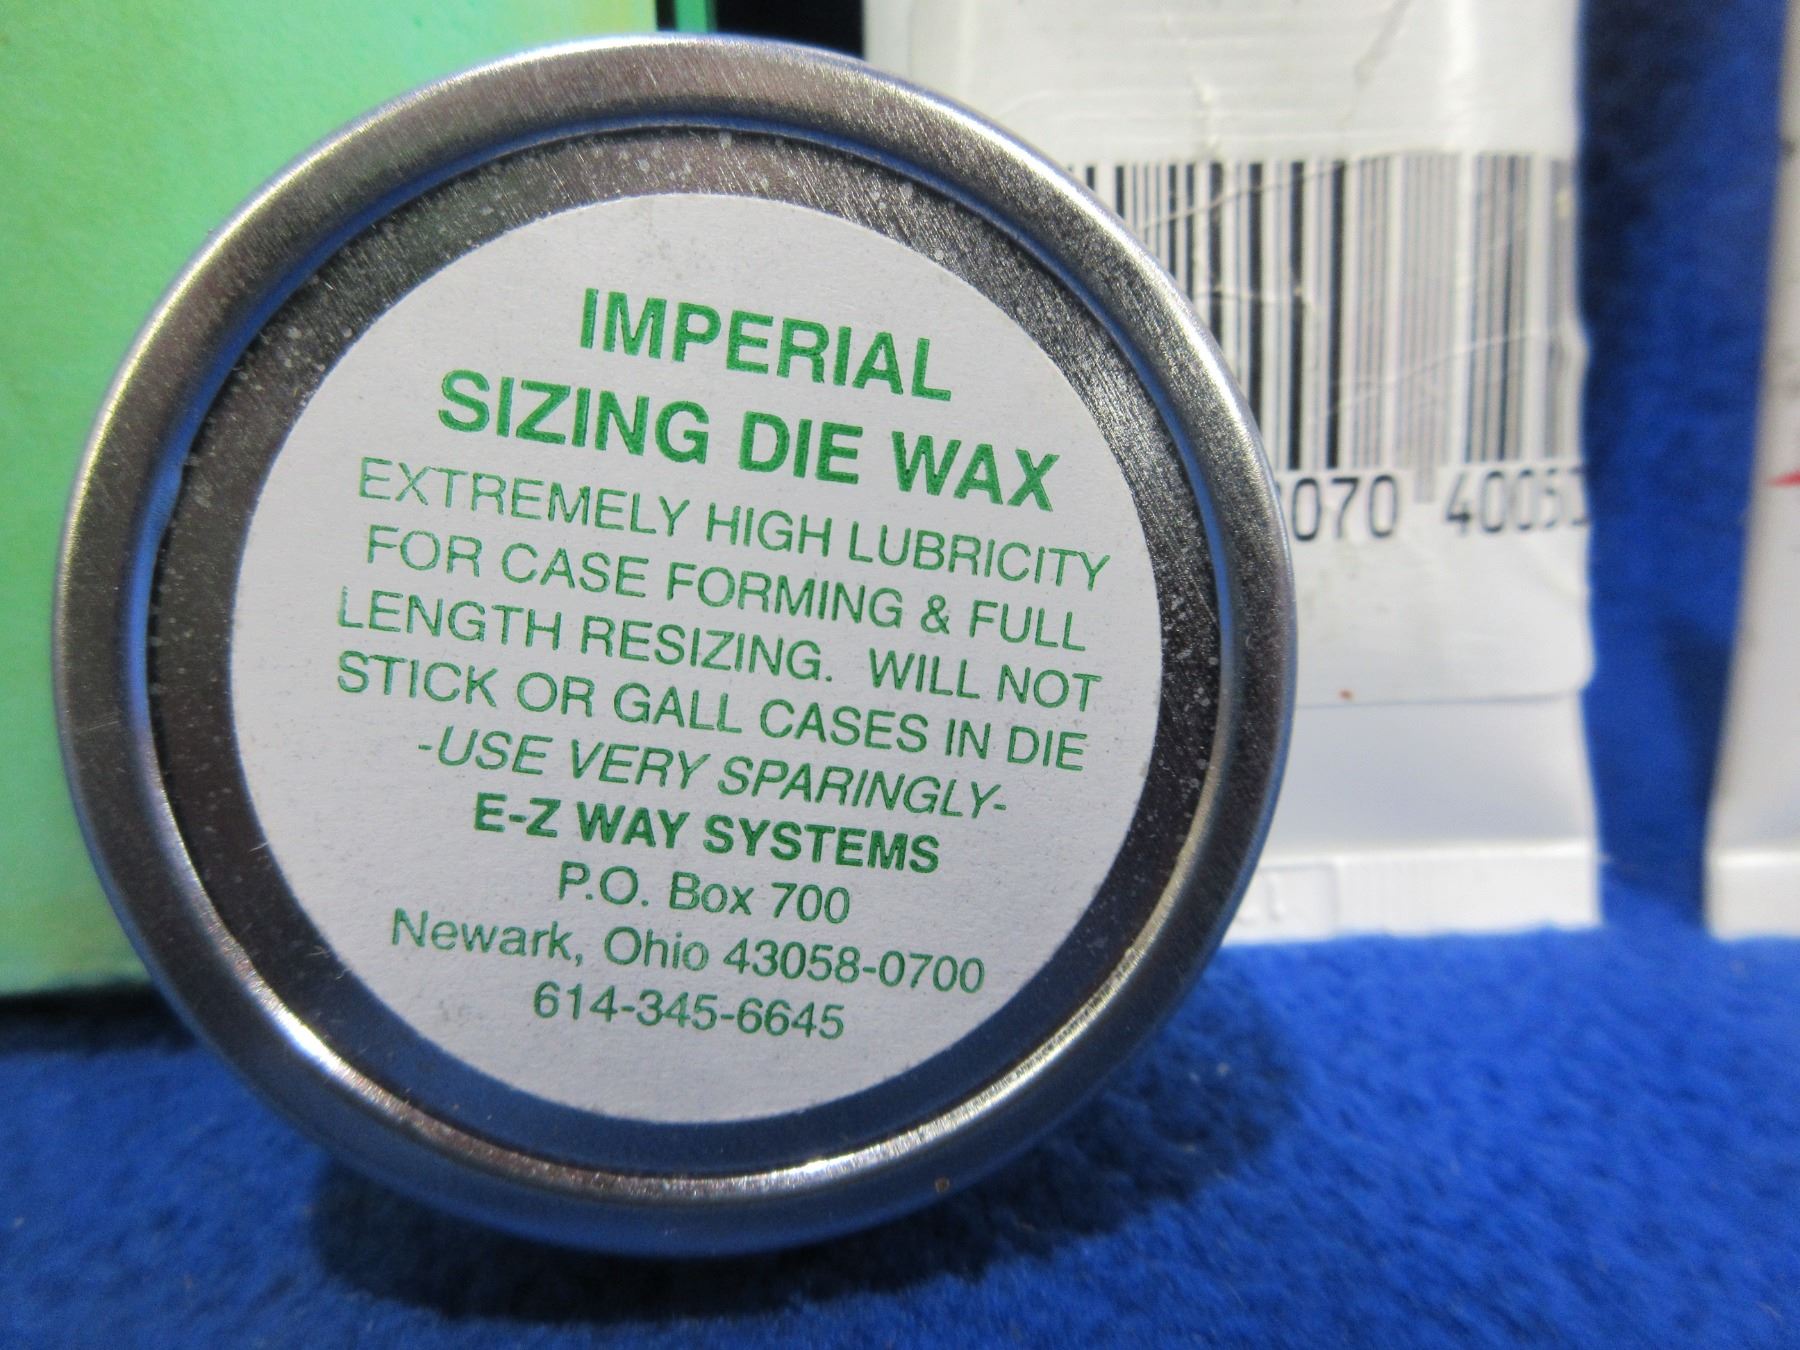 IMPERIAL
SIZING DIE WAX
EXTREMELY HIGH LUBRICITY
FOR CASE FORMING & FULL
LENGTH RESIZING.  WILL NOT
STICK OR GALL CASES IN DIE
-USE VERY SPARINGLY-
E-Z WAY SYSTEMS
P.O. Box 700
Newark, Ohio 43058-0700
614-345-6645
070